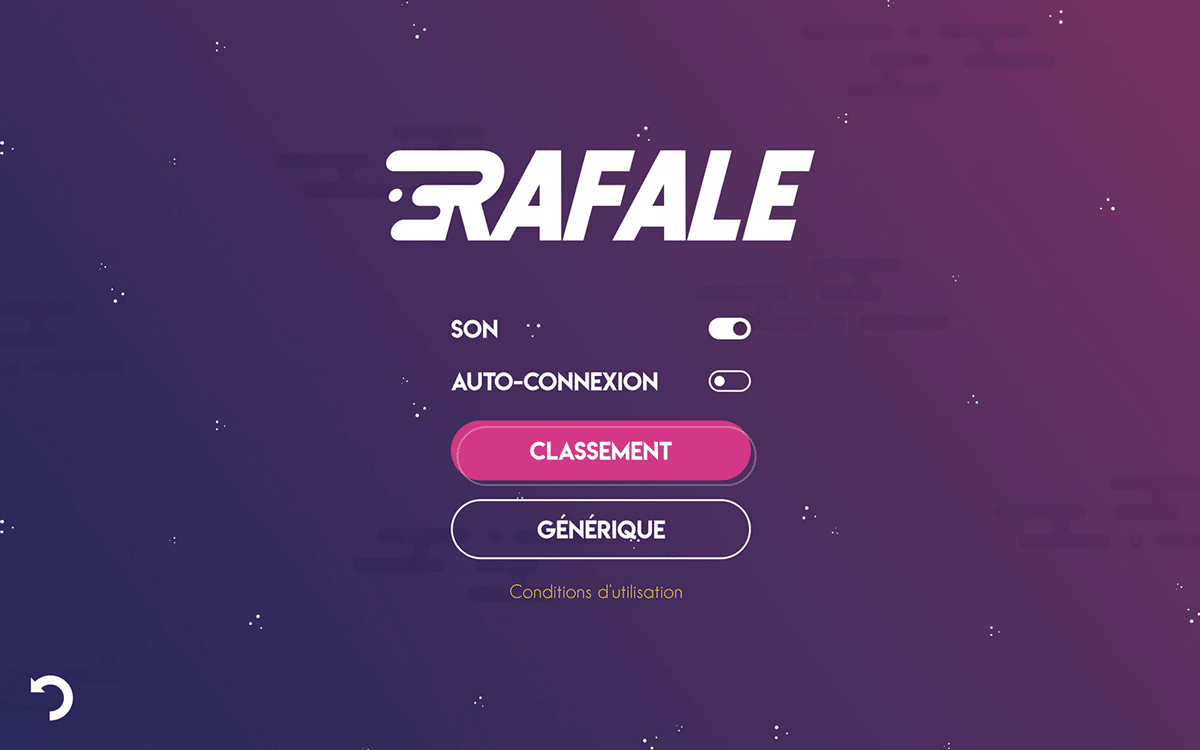 RAFALE
SON
AUTO-CONNEXION
CLASSEMENT
GÉNÉRIQUE
Conditions d'utilisation